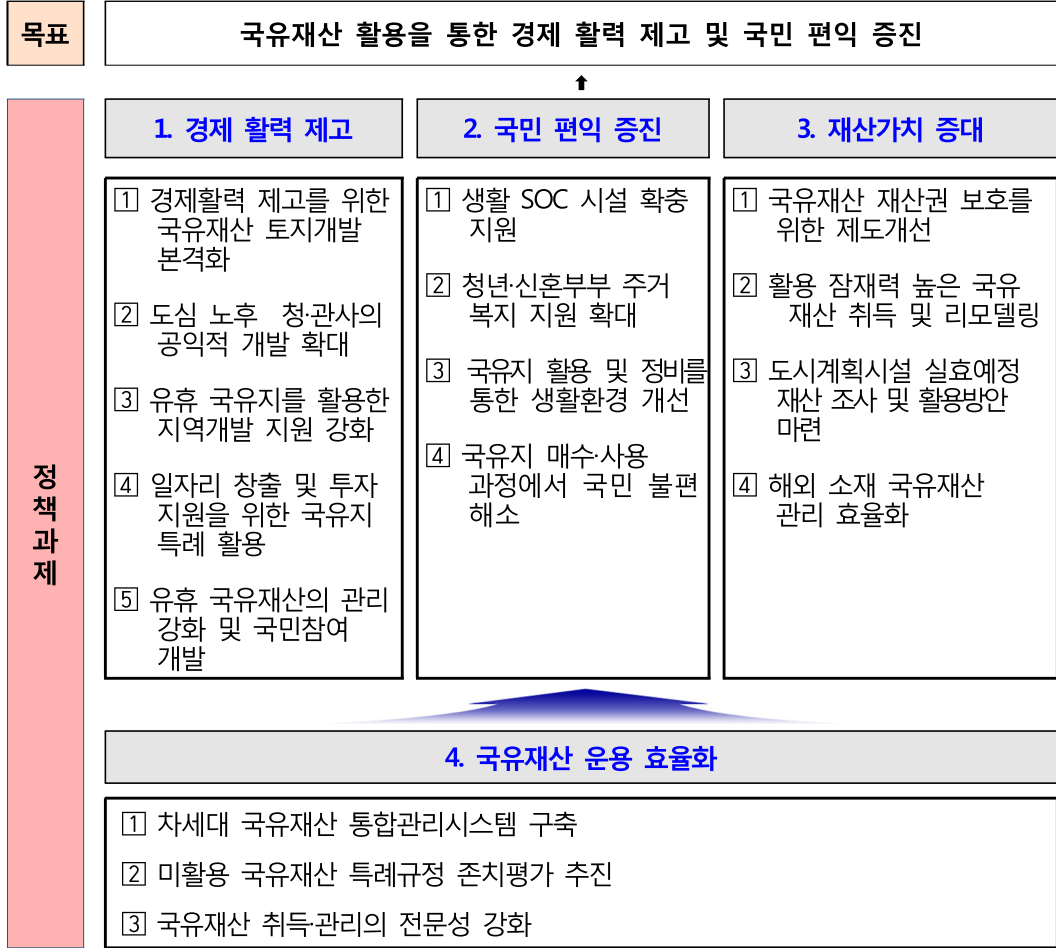 목표
국유재산 활용을 통한 경제 활력 제고 및 국민 편익 증진
정책과제
1. 경제 활력 제고
1 경제활력 제고를 위한
국유재산 토지개발
본격화
2 도심 노후 청·관사의
공익적 개발 확대
3 유휴 국유지를 활용한
지역개발 지원 강화
4 일자리 창출 및 투자
지원을 위한 국유지
특례 활용
5 유휴 국유재산의 관리
강화 및 국민참여
개발
2. 국민 편익 증진
1 생활 SOC 시설 확충
지원
2 청년·신혼부부 주거
복지 지원 확대
3 국유지 활용 및 정비를
통한 생활환경 개선
4 국유지 매수·사용
과정에서 국민 불편
해소
3. 재산가치 증대
1 국유재산 재산권 보호를
위한 제도개선
2 활용 잠재력 높은 국유
재산 취득 및 리모델링
3 도시계획시설 실효예정
재산 조사 및 활용방안
마련
4 해외 소재 국유재산
관리 효율화
4. 국유재산 운용 효율화
1 차세대 국유재산 통합관리시스템 구축
2 미활용 국유재산 특례규정 존치평가 추진
3 국유재산 취득·관리의 전문성 강화